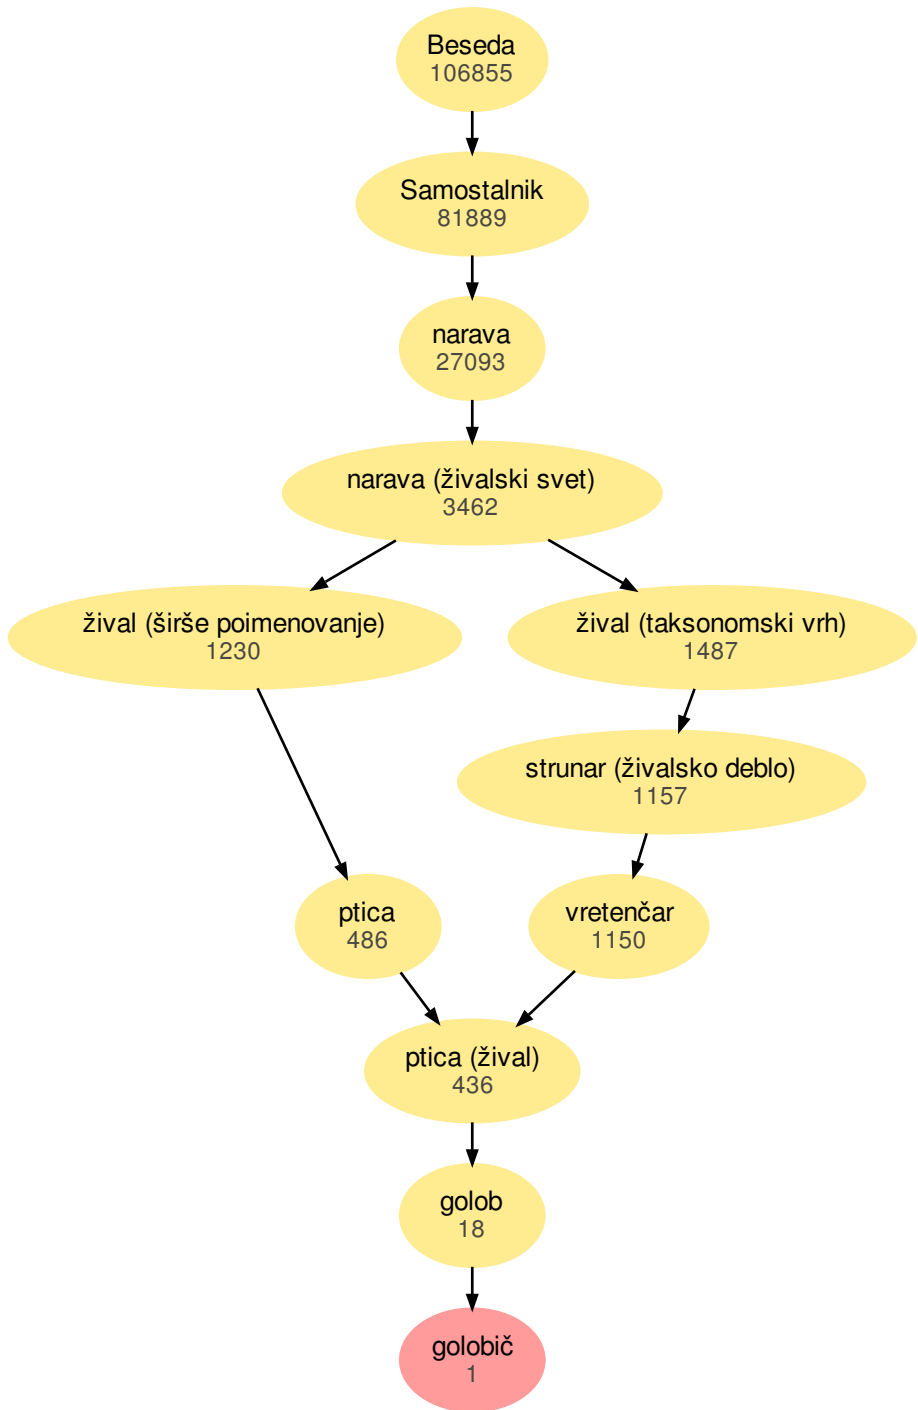 Beseda
106855
Samostalnik
81889
narava
27093
narava (živalski svet)
3462
žival (širše poimenovanje)
1230
žival (taksonomski vrh)
1487
strunar (živalsko deblo)
1157
ptica
486
vretenčar
1150
ptica (žival)
436
golob
18
golobič
1